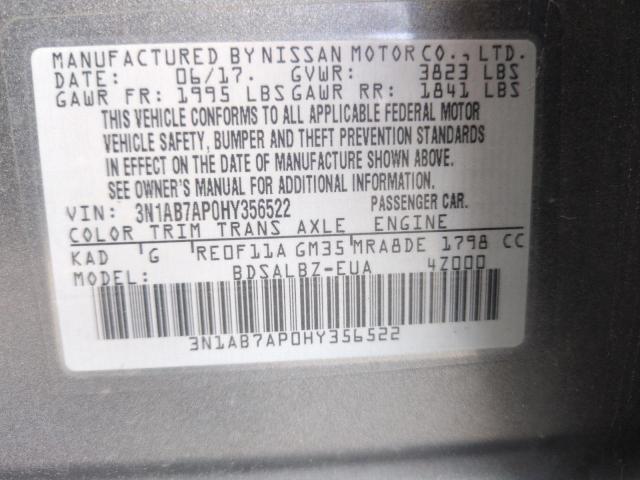 MANUFACTURED BY NISSAN MOTOR CO., LTD.
DATE: 06/17. GVWR: 3823 LBS
GAWR FR: 1995 LBS GAWR RR: 1841 LBS
THIS VEHICLE CONFORMS TO ALL APPLICABLE FEDERAL MOTOR
VEHICLE SAFETY, BUMPER AND THEFT PREVENTION STANDARDS
IN EFFECT ON THE DATE OF MANUFACTURE SHOWN ABOVE.
SEE OWNER'S MANUAL FOR ADDITIONAL INFORMATION.
VIN: 3N1AB7AP0HY356522 PASSENGER CAR.
COLOR TRIM TRANS AXLE ENGINE
KAD G RE0F11A GM35 MRA8DE 1798 CC
MODEL: BDSALBZ-EUA 4Z000
3N1AB7AP0HY356522